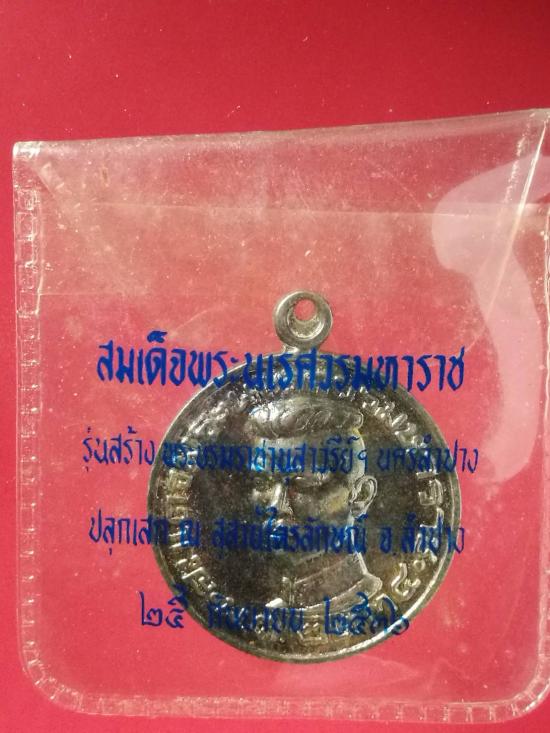 สมเด็จพระนเรศวรมหาราช
รุ่นสร้าง พระบรมราชานุสาวรีย์ฯ นครลำปาง
ปลุกเสก ณ สุสานไตรลักษณ์ จ.ลำปาง
๒๕ กันยายน ๒๕๓๖